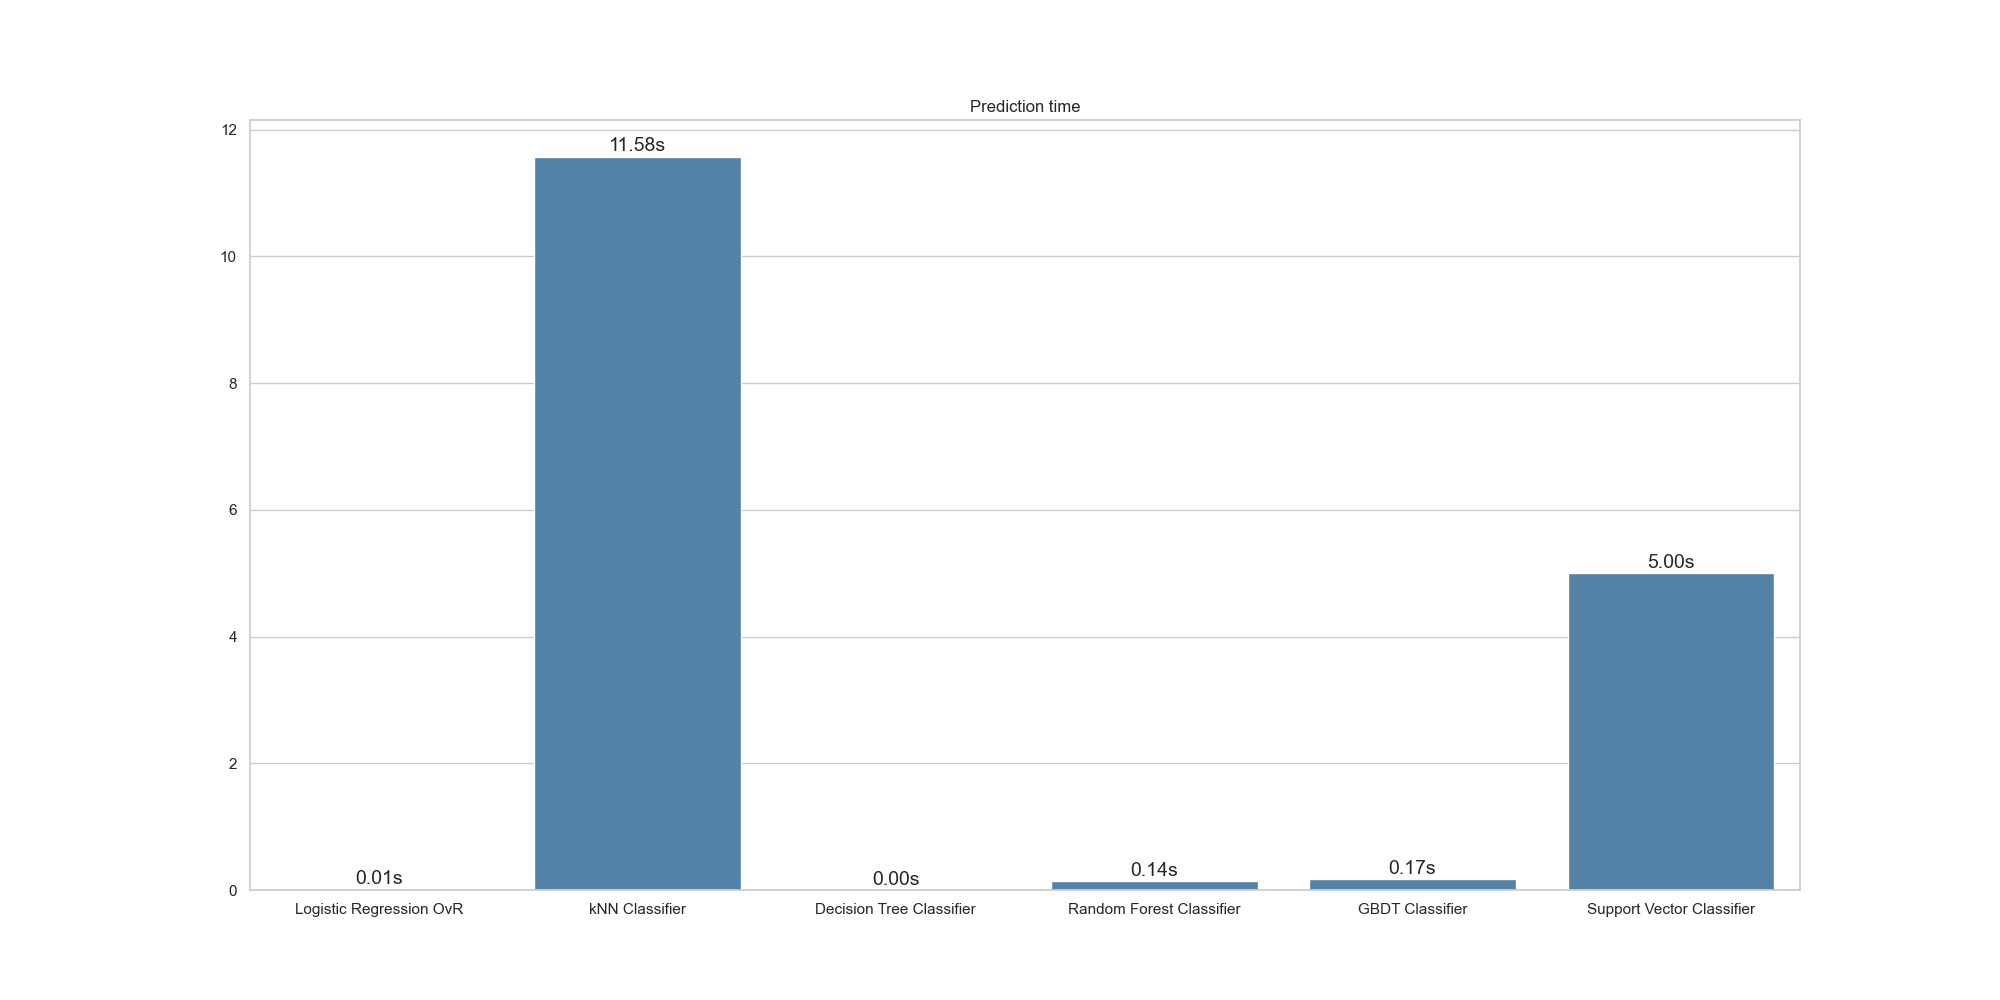 Prediction time
12
10
8
6
4
2
0
0.01s
11.58s
0.00s
0.14s
0.17s
5.00s
Logistic Regression OvR
kNN Classifier
Decision Tree Classifier
Random Forest Classifier
GBDT Classifier
Support Vector Classifier